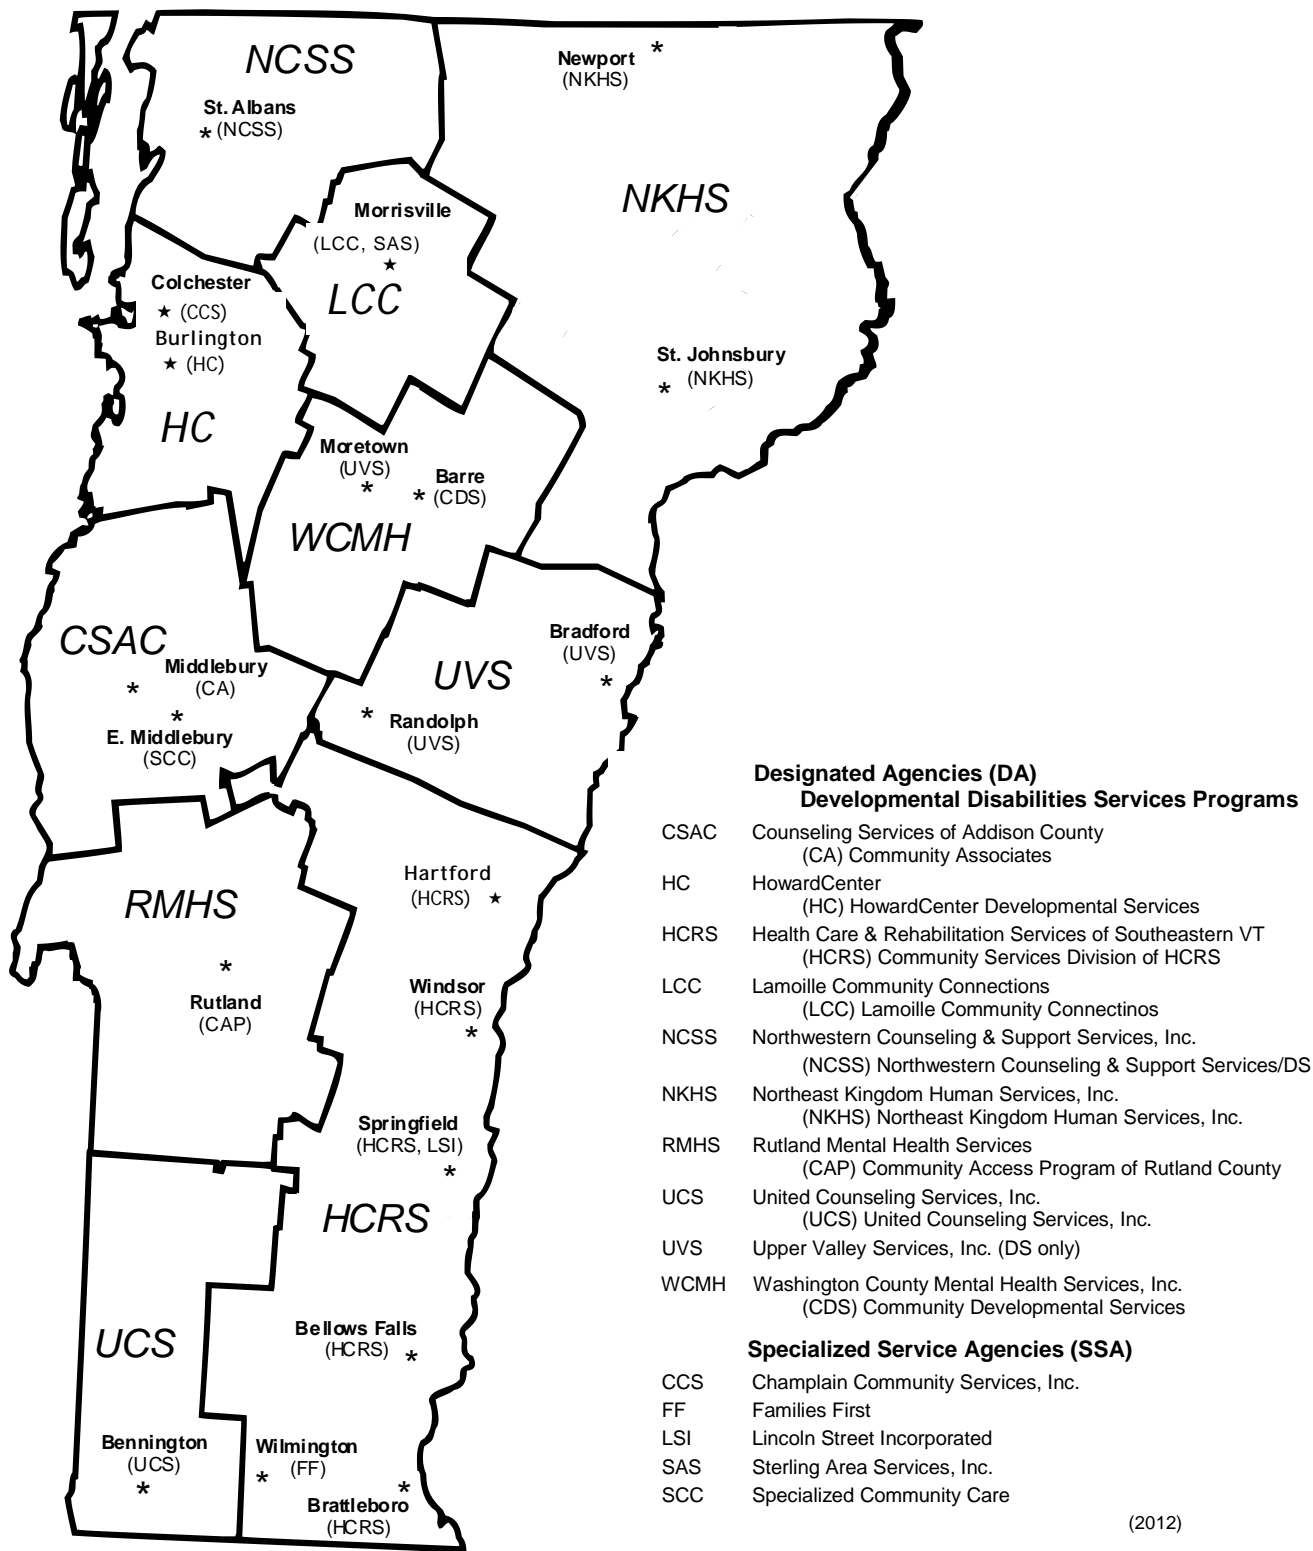 NCSS
Newport
(NKHS)
St. Albans
(NCSS)
NKHS
Morrisville
(LCC, SAS)
LCC
Colchester
(CCS)
Burlington
(HC)
St. Johnsbury
(NKHS)
HC
Moretown
(UVS)
Barre
(CDS)
WCMH
CSAC
Middlebury
(CA)
E. Middlebury
(SCC)
Bradford
(UVS)
UVS
Randolph
(UVS)
Hartford
(HCRS)
RMHS
Rutland
(CAP)
Windsor
(HCRS)
Springfield
(HCRS, LSI)
HCRS
Bellows Falls
(HCRS)
UCS
Bennington
(UCS)
Wilmington
(FF)
Brattleboro
(HCRS)
Designated Agencies (DA)
Developmental Disabilities Services Programs
CSAC Counseling Services of Addison County
(CA) Community Associates
HC HowardCenter
(HC) HowardCenter Developmental Services
HCRS Health Care & Rehabilitation Services of Southeastern VT
(HCRS) Community Services Division of HCRS
LCC Lamoille Community Connections
(LCC) Lamoille Community Connectinos
NCSS Northwestern Counseling & Support Services, Inc.
(NCSS) Northwestern Counseling & Support Services/DS
NKHS Northeast Kingdom Human Services, Inc.
(NKHS) Northeast Kingdom Human Services, Inc.
RMHS Rutland Mental Health Services
(CAP) Community Access Program of Rutland County
UCS United Counseling Services, Inc.
(UCS) United Counseling Services, Inc.
UVS Upper Valley Services, Inc. (DS only)
WCMH Washington County Mental Health Services, Inc.
(CDS) Community Developmental Services
Specialized Service Agencies (SSA)
CCS Champlain Community Services, Inc.
FF Families First
LSI Lincoln Street Incorporated
SAS Sterling Area Services, Inc.
SCC Specialized Community Care
(2012)